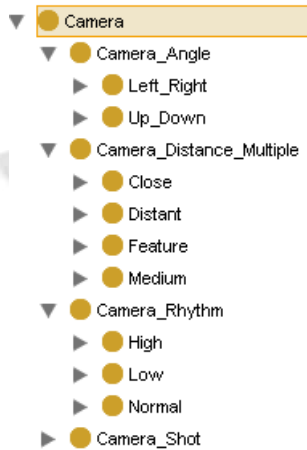 Camera
Camera_Angle
Left_Right
Up_Down
Camera_Distance_Multiple
Close
Distant
Feature
Medium
Camera_Rhythm
High
Low
Normal
Camera_Shot